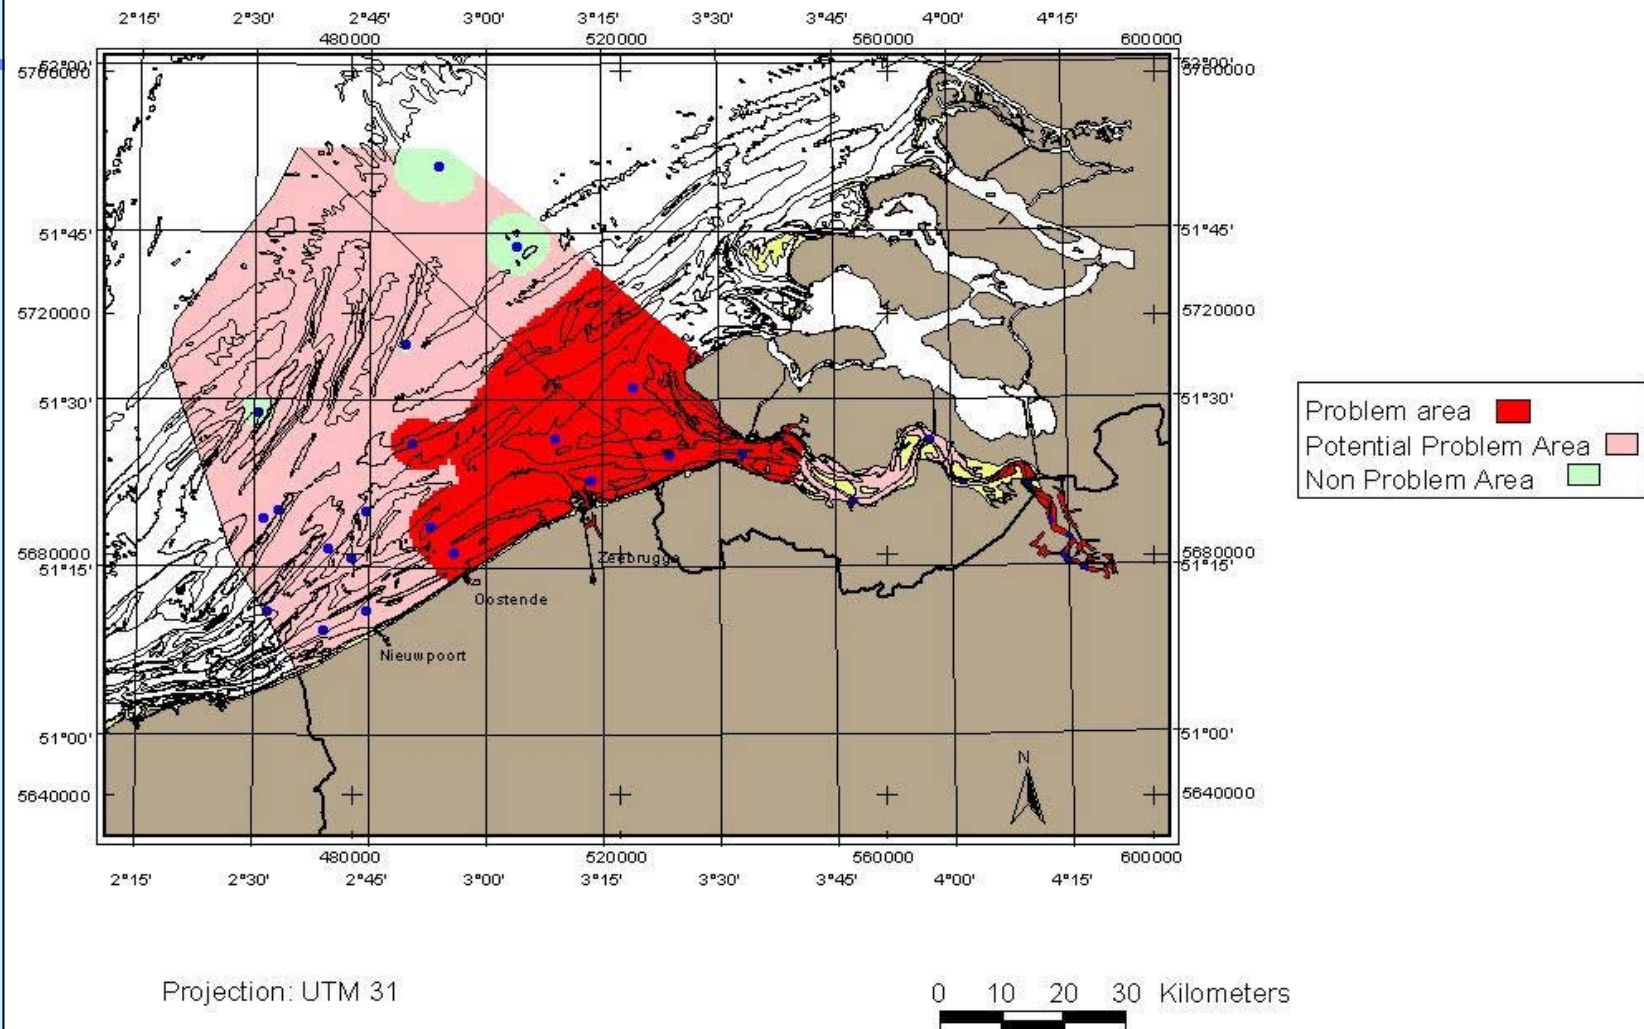 2°15' 2°30' 2°45' 3°00' 3°15' 3°30' 3°45' 4°00' 4°15'
480000 520000 560000 600000
52°00' 52°00'
5760000 5760000
51°45' 51°45'
5720000 5720000
51°30' 51°30'
Problem area
Potential Problem Area
Non Problem Area
5680000 Zeebrugge 5680000
51°15' 51°15'
Oostende
Nieuwpoort
51°00' 51°00'
N
5640000 5640000
480000 520000 560000 600000
2°15' 2°30' 2°45' 3°00' 3°15' 3°30' 3°45' 4°00' 4°15'
Projection: UTM 31
0 10 20 30 Kilometers